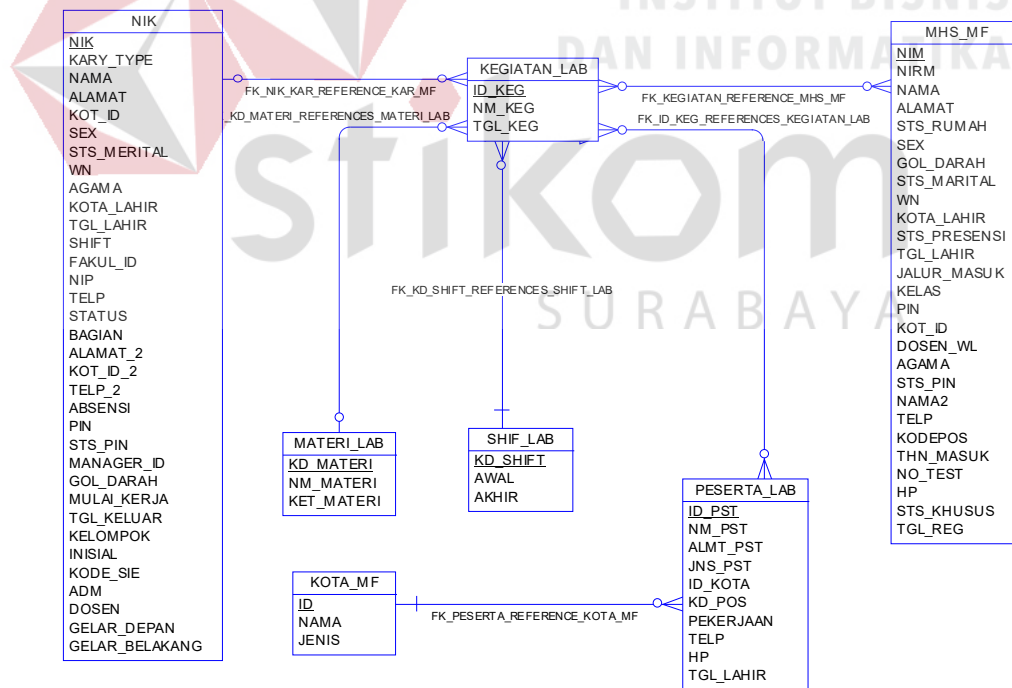 INSTITUT BISNIS
DAN INFORMATIKA
stikom
SURABAYA
NIK
NIK
KARY_TYPE
NAMA
ALAMAT
KOT_ID
SEX
STS_MERITAL
WN
AGAMA
KOTA_LAHIR
TGL_LAHIR
SHIFT
FAKUL_ID
NIP
TELP
STATUS
BAGIAN
ALAMAT_2
KOT_ID_2
TELP_2
ABSENSI
PIN
STS_PIN
MANAGER_ID
GOL_DARAH
MULAI_KERJA
TGL_KELUAR
KELOMPOK
INISIAL
KODE_SIE
ADM
DOSEN
GELAR_DEPAN
GELAR_BELAKANG
FK_NIK_KAR_REFERENCE_KAR_MF
_KD_MATERI_REFERENCES_MATERI_LAB
KEGIATAN_LAB
ID_KEG
NM_KEG
TGL_KEG
FK_KEGIATAN_REFERENCE_MHS_MF
FK_ID_KEG_REFERENCES_KEGIATAN_LAB
FK_KD_SHIFT_REFERENCES_SHIFT_LAB
MATERI_LAB
KD_MATERI
NM_MATERI
KET_MATERI
SHIF_LAB
KD_SHIFT
AWAL
AKHIR
KOTA_MF
ID
NAMA
JENIS
FK_PESERTA_REFERENCE_KOTA_MF
PESERTA_LAB
ID_PST
NM_PST
ALMT_PST
JNS_PST
ID_KOTA
KD_POS
PEKERJAAN
TELP
HP
TGL_LAHIR
MHS_MF
NIM
NIRM
NAMA
ALAMAT
STS_RUMAH
SEX
GOL_DARAH
STS_MARITAL
WN
KOTA_LAHIR
STS_PRESENSI
TGL_LAHIR
JALUR_MASUK
KELAS
PIN
KOT_ID
DOSEN_WL
AGAMA
STS_PIN
NAMA2
TELP
KODEPOS
THN_MASUK
NO_TEST
HP
STS_KHUSUS
TGL_REG